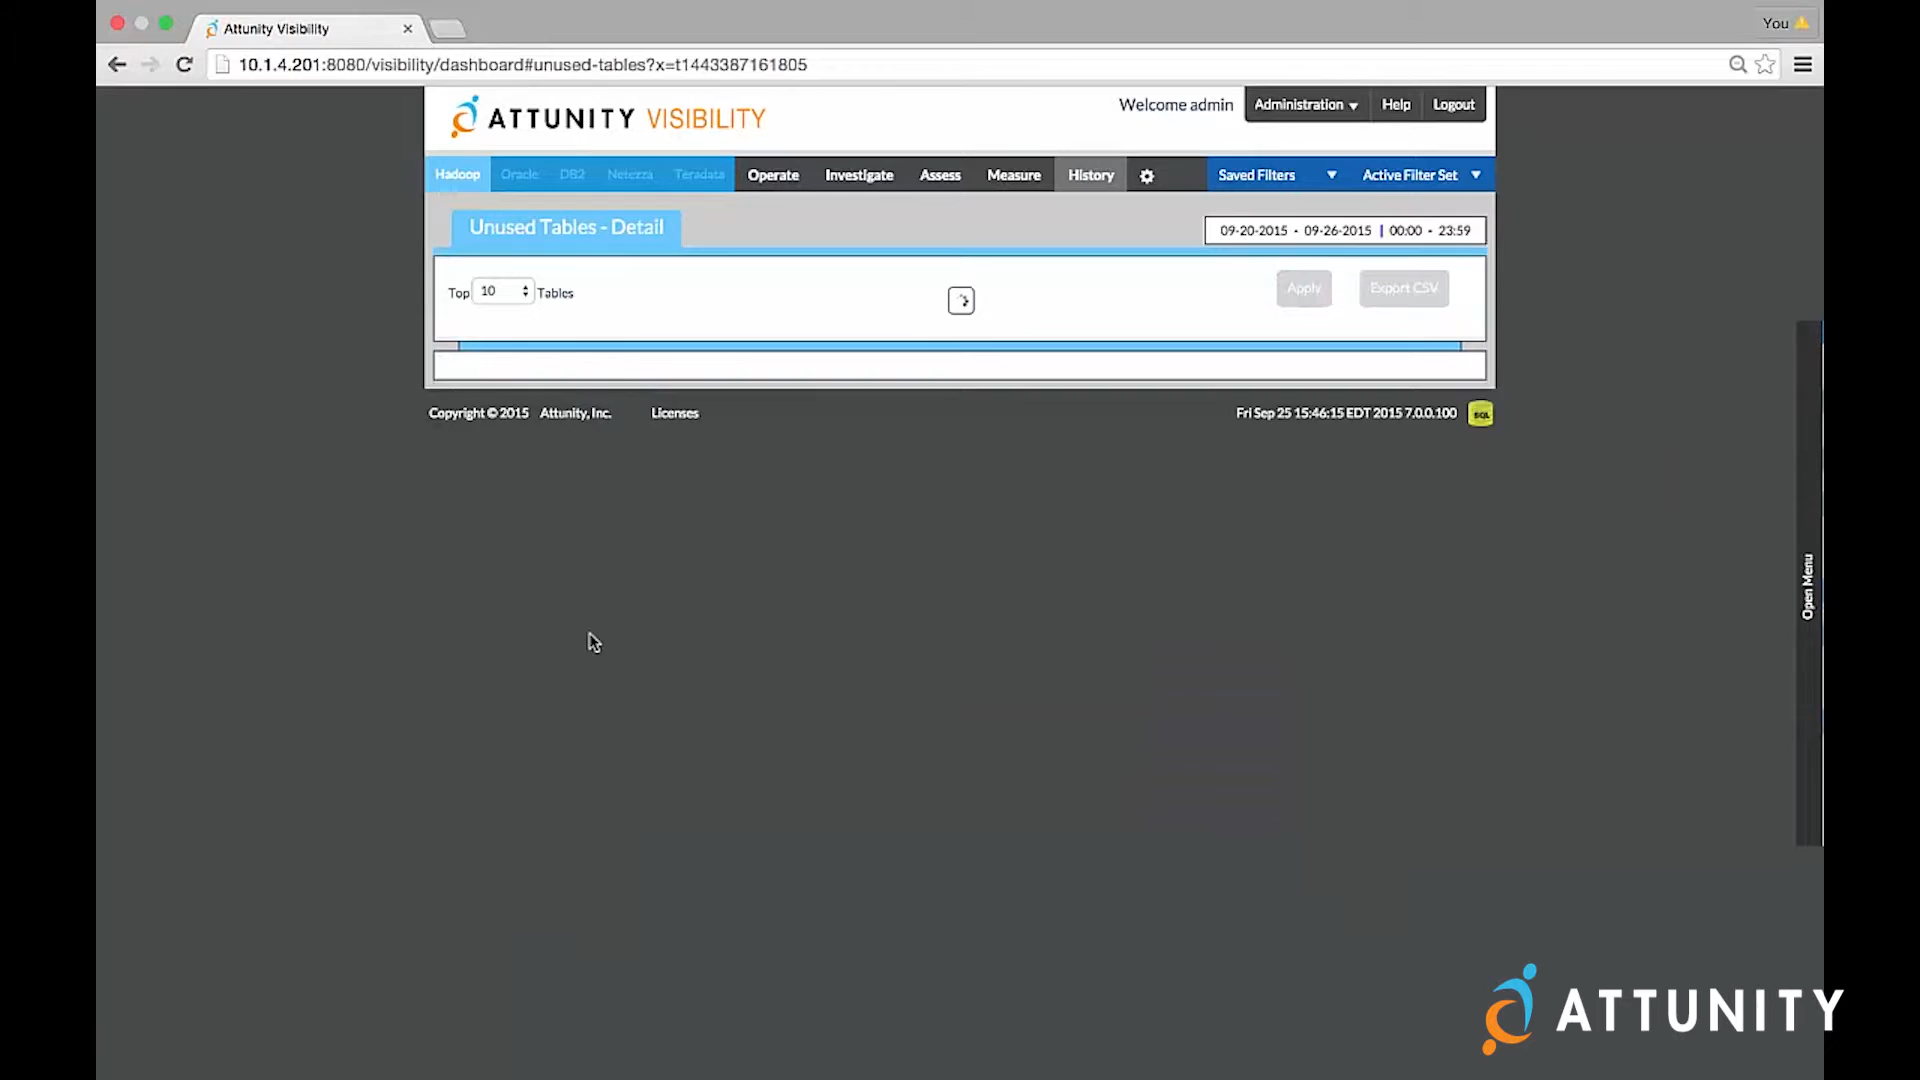 Attunity Visibility
You
10.1.4.201:8080/visibility/dashboard#unused-tables?x=t1443387161805
ATTUNITY VISIBILITY
Welcome admin
Administration Help Logout
Hadoop Oracle DB2 Netezza Teradata Operate Investigate Assess Measure History Saved Filters Active Filter Set
Unused Tables - Detail
09-20-2015 - 09-26-2015 | 00:00 - 23:59
Top 10 Tables
Apply Export CSV
Copyright © 2015 Attunity, Inc. Licenses
Fri Sep 25 15:46:15 EDT 2015 7.0.0.100
SQL
Open Menu
ATTUNITY